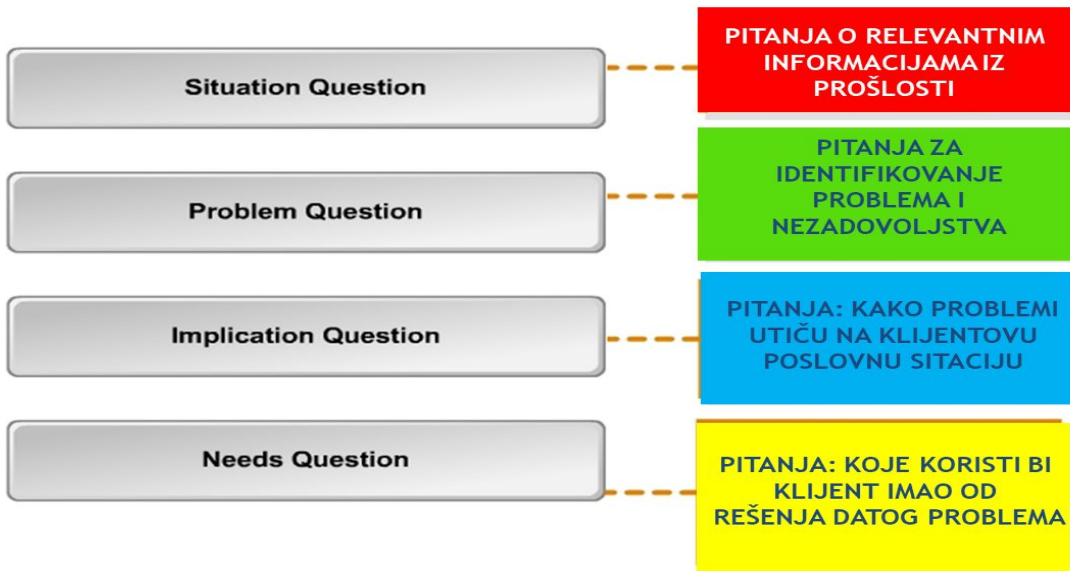 Situation Question
PITANJA O RELEVANTNIM
INFORMACIJAMA IZ
PROŠLOSTI
Problem Question
PITANJA ZA
IDENTIFIKOVANJE
PROBLEMA I
NEZADOVOLJSTVA
Implication Question
PITANJA: KAKO PROBLEMI
UTIČU NA KLIJENTOVU
POSLOVNU SITACIJU
Needs Question
PITANJA: KOJE KORISTI BI
KLIJENT IMAO OD
REŠENJA DATOG PROBLEMA